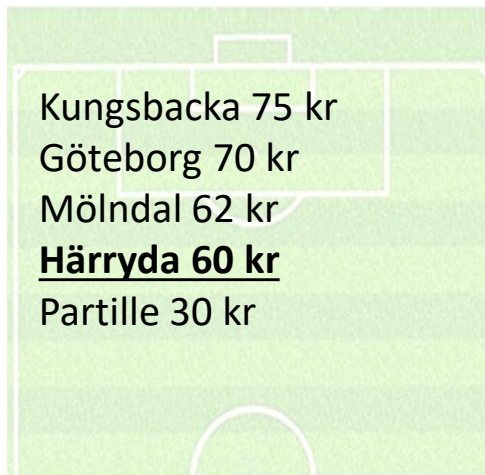 Kungsbacka 75 kr
Göteborg 70 kr
Mölndal 62 kr
Härryda 60 kr
Partille 30 kr